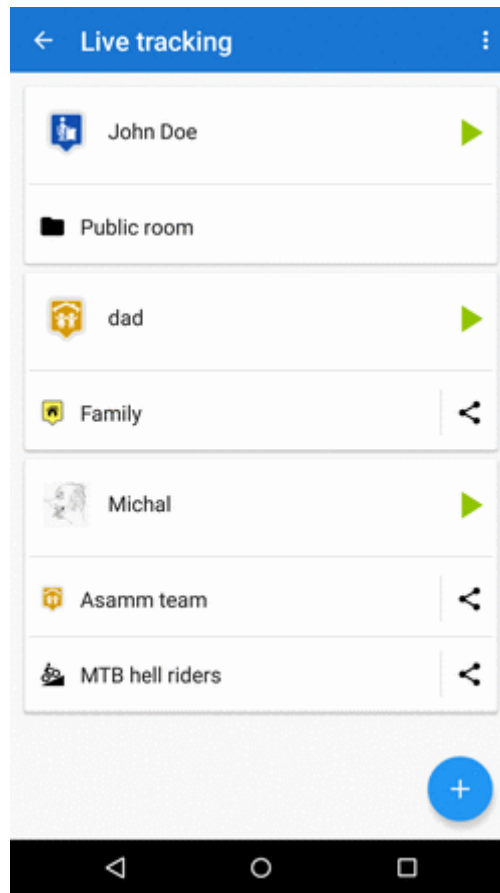 Live tracking
John Doe
Public room
dad
Family
Michal
Asamm team
MTB hell riders